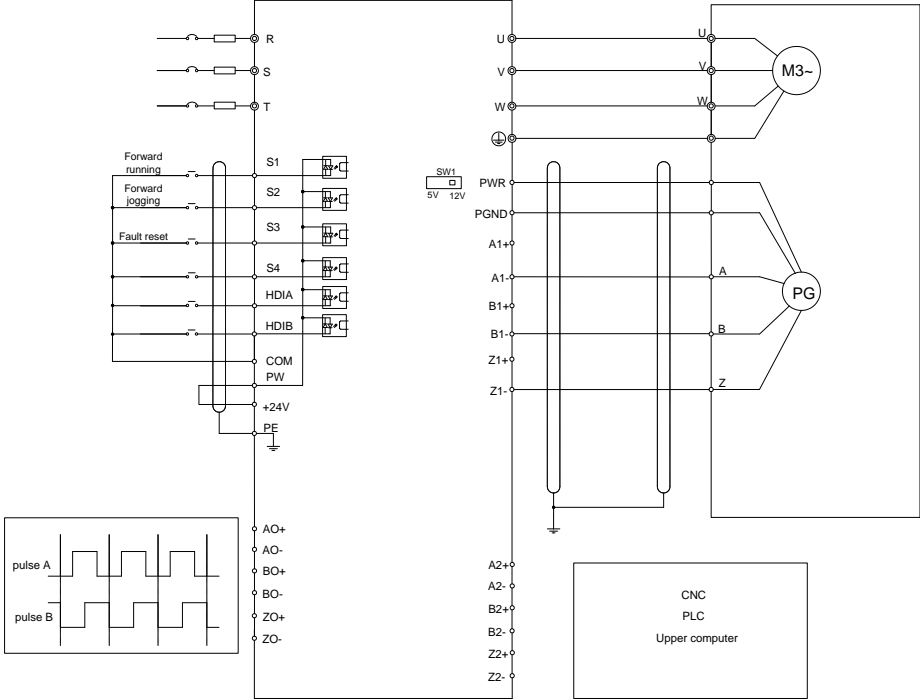 R
S
T
U
V
W
U
V
W
M3~
Forward
running
Forward
jogging
Fault reset
S1
S2
S3
S4
HDIA
HDIB
COM
PW
+24V
PE
SW1
5V 12V
PWR
PGND
A1+
A1-
B1+
B1-
Z1+
Z1-
A
B
Z
PG
pulse A
pulse B
AO+
AO-
BO+
BO-
ZO+
ZO-
A2+
A2-
B2+
B2-
Z2+
Z2-
CNC
PLC
Upper computer